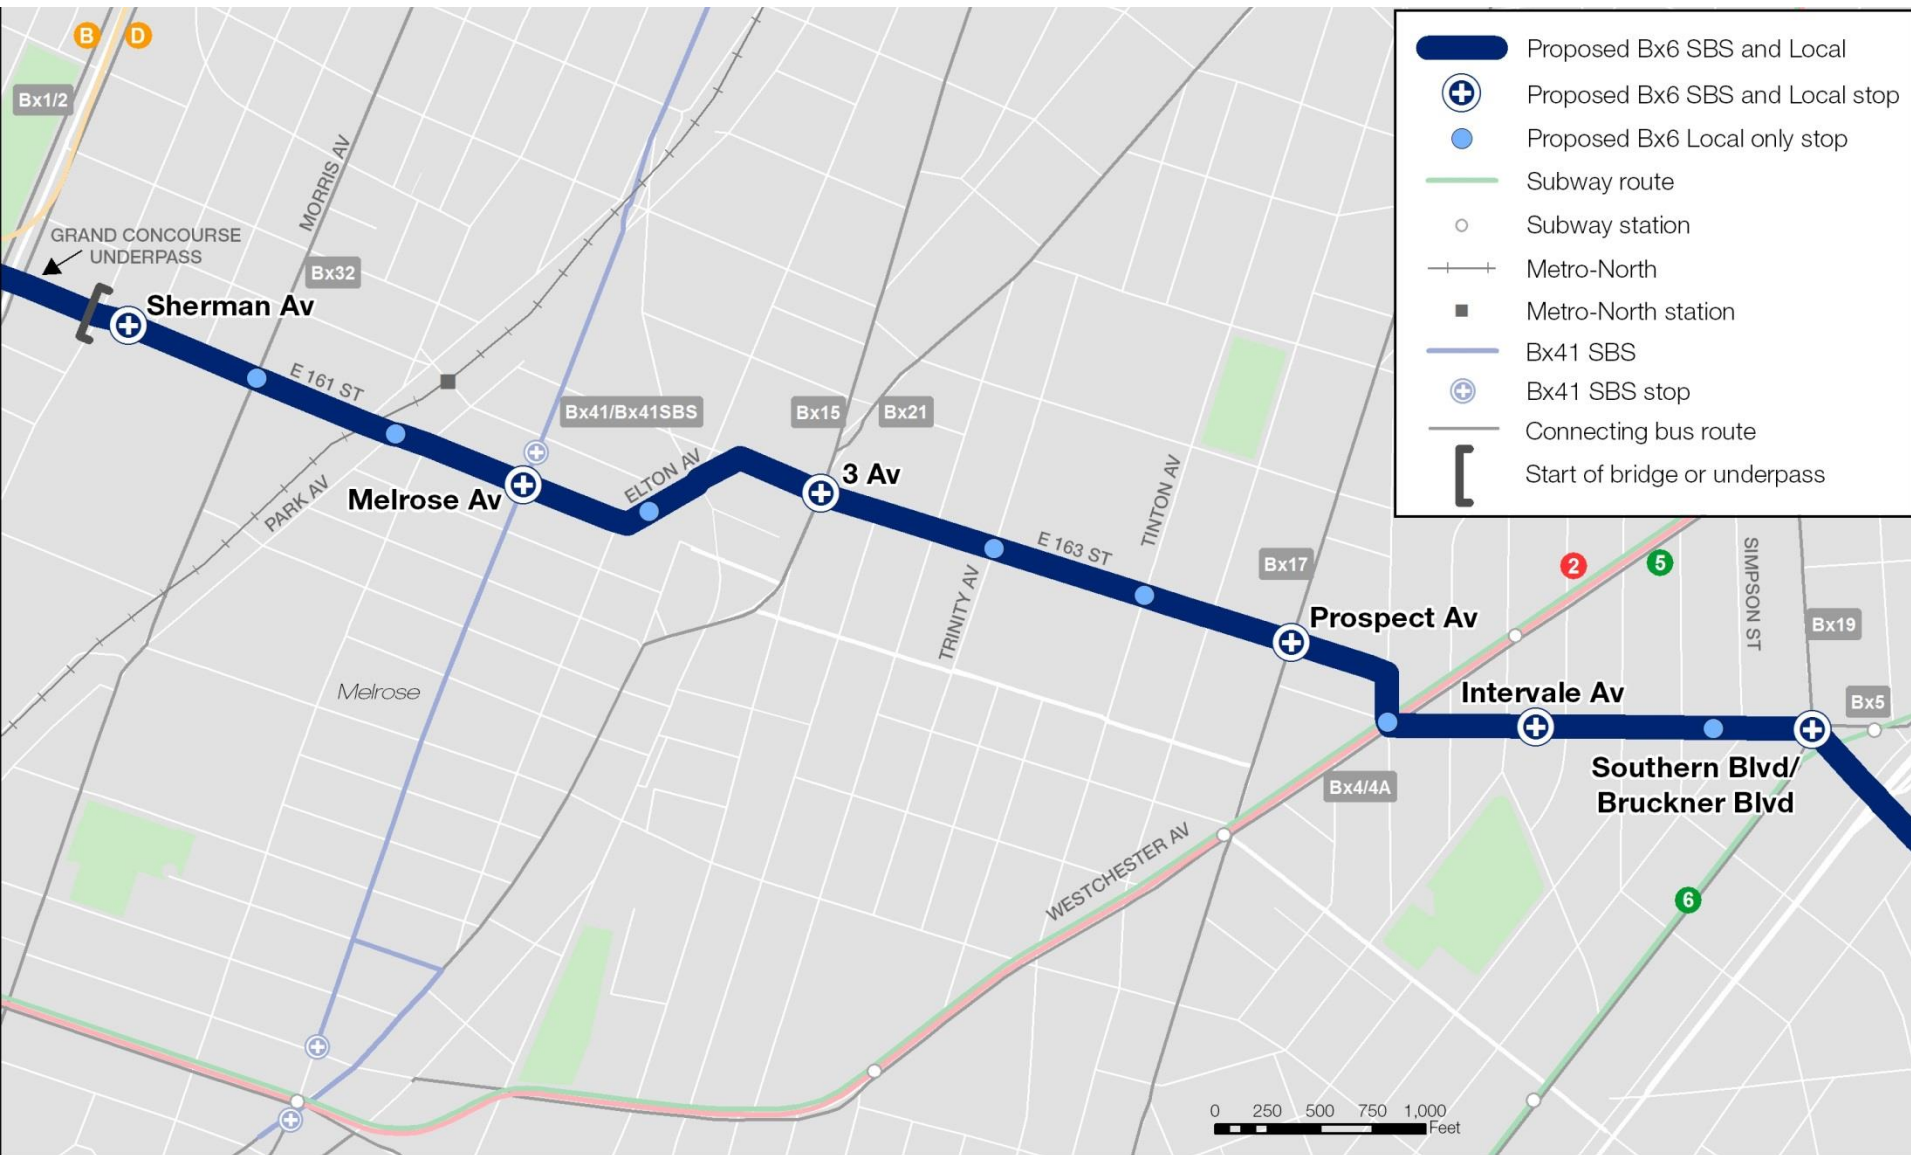 B
D
Bx1/2
MORRIS AV
GRAND CONCOURSE
UNDERPASS
Bx32
Sherman Av
E 161 ST
PARK AV
Melrose Av
Bx41/Bx41SBS
ELTON AV
Bx15
Bx21
3 Av
TRINITY AV
E 163 ST
TINTON AV
Bx17
Prospect Av
2
5
SIMPSON ST
Bx19
Intervale Av
Bx5
Southern Blvd/
Bruckner Blvd
Bx4/4A
WESTCHESTER AV
6
Melrose
Proposed Bx6 SBS and Local
Proposed Bx6 SBS and Local stop
Proposed Bx6 Local only stop
Subway route
Subway station
Metro-North
Metro-North station
Bx41 SBS
Bx41 SBS stop
Connecting bus route
Start of bridge or underpass
0 250 500 750 1,000
Feet